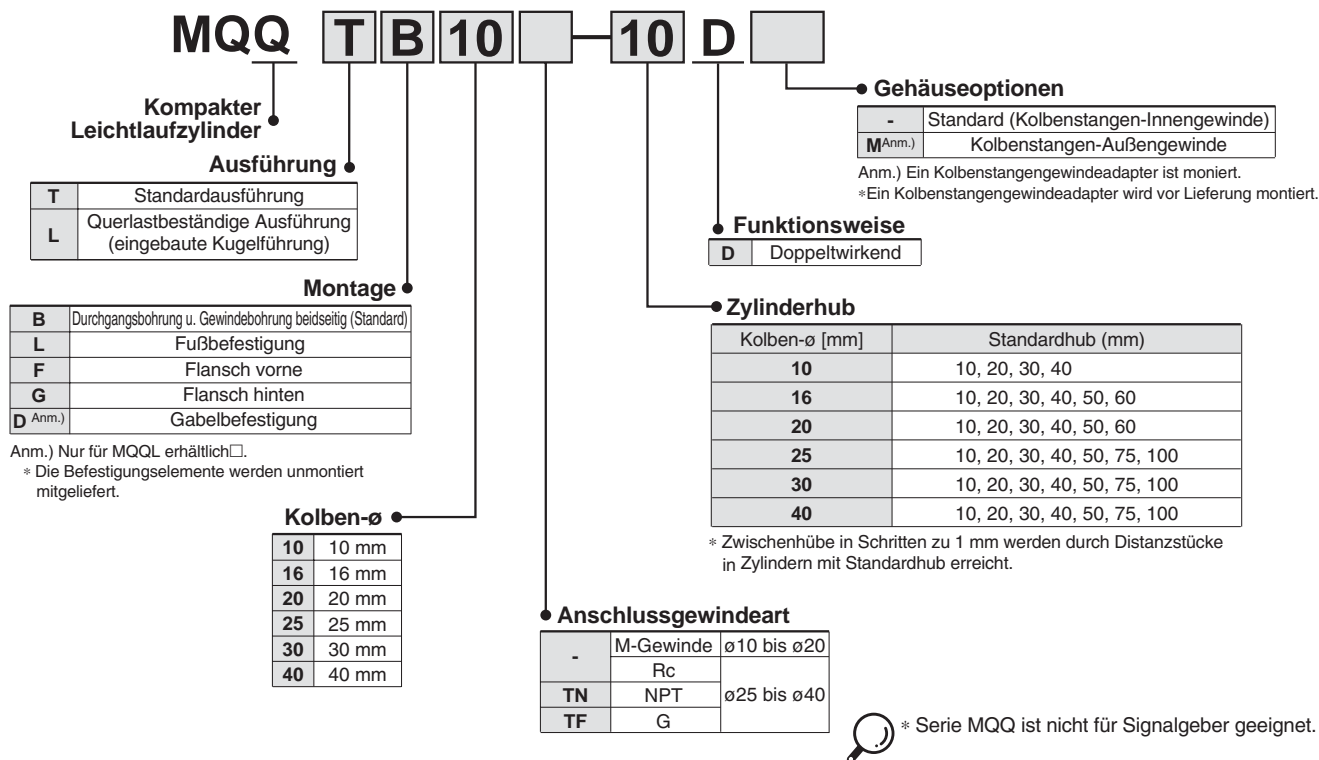 MQQ T B 10 — 10 D
Kompakter
Leichtlaufzylinder
Ausführung
T Standardausführung
L Querlastbeständige Ausführung
(eingebaute Kugelführung)
Montage
B Durchgangsbohrung u. Gewindebohrung beidseitig (Standard)
L Fußbefestigung
F Flansch vorne
G Flansch hinten
D Anm.) Gabelbefestigung
Anm.) Nur für MQQL erhältlich□.
* Die Befestigungselemente werden unmontiert
mitgeliefert.
Kolben-ø
10 10 mm
16 16 mm
20 20 mm
25 25 mm
30 30 mm
40 40 mm
Anschlussgewindeart
- M-Gewinde ø10 bis ø20
Rc
TN NPT ø25 bis ø40
TF G
Zylinderhub
Kolben-ø [mm] Standardhub (mm)
10 10, 20, 30, 40
16 10, 20, 30, 40, 50, 60
20 10, 20, 30, 40, 50, 60
25 10, 20, 30, 40, 50, 75, 100
30 10, 20, 30, 40, 50, 75, 100
40 10, 20, 30, 40, 50, 75, 100
* Zwischenhübe in Schritten zu 1 mm werden durch Distanzstücke
in Zylindern mit Standardhub erreicht.
Funktionsweise
D Doppeltwirkend
Gehäuseoptionen
- Standard (Kolbenstangen-Innengewinde)
M Anm.) Kolbenstangen-Außengewinde
Anm.) Ein Kolbenstangengewindeadapter ist moniert.
*Ein Kolbenstangengewindeadapter wird vor Lieferung montiert.
* Serie MQQ ist nicht für Signalgeber geeignet.